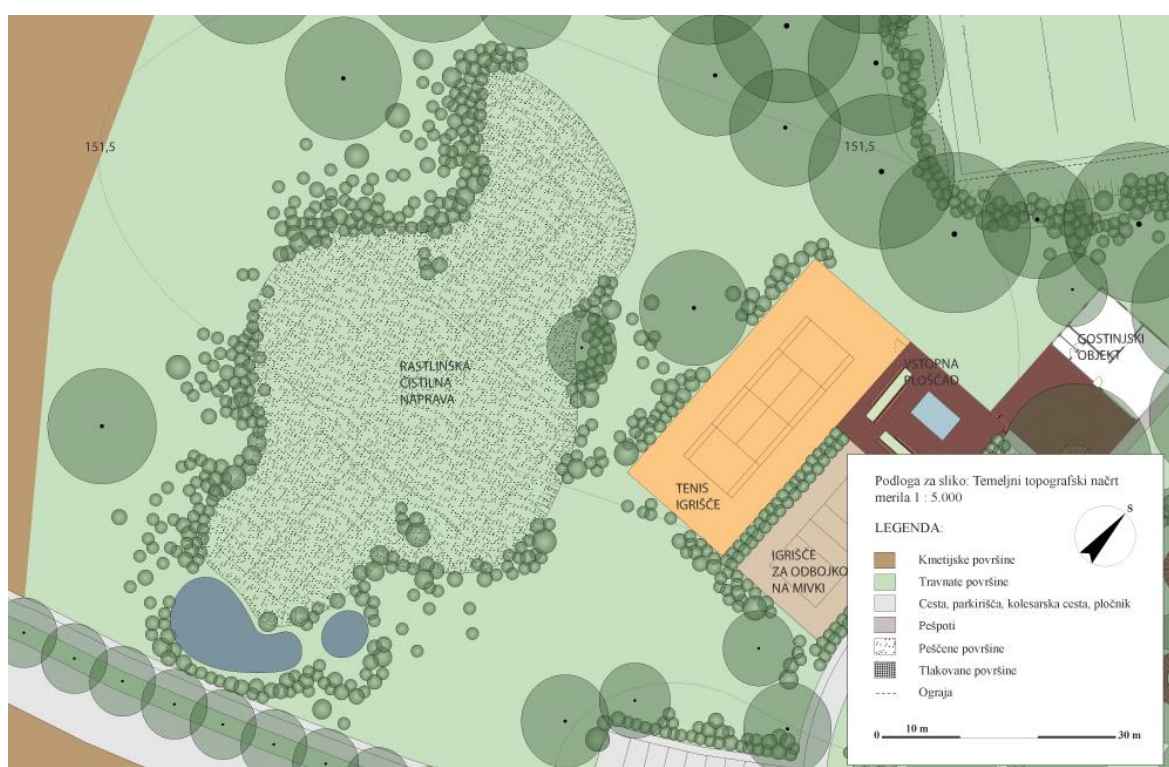 151,5
151,5
GOSTINJSKI
OBJEKT
VSTOPNA
PLOŠČAD
RASTLINSKA
ČISTILNA
NAPRAVA
TENIS
IGRIŠČE
IGRIŠČE
ZA ODBOJKO
NA MIVKI
Podloga za sliko: Temeljni topografski načrt
merila 1 : 5.000
S
LEGENDA:
Kmetijske površine
Travnate površine
Cesta, parkirišča, kolesarska cesta, pločnik
Pešpoti
Peščene površine
Tlakovane površine
Ograja
0 10 m 30 m